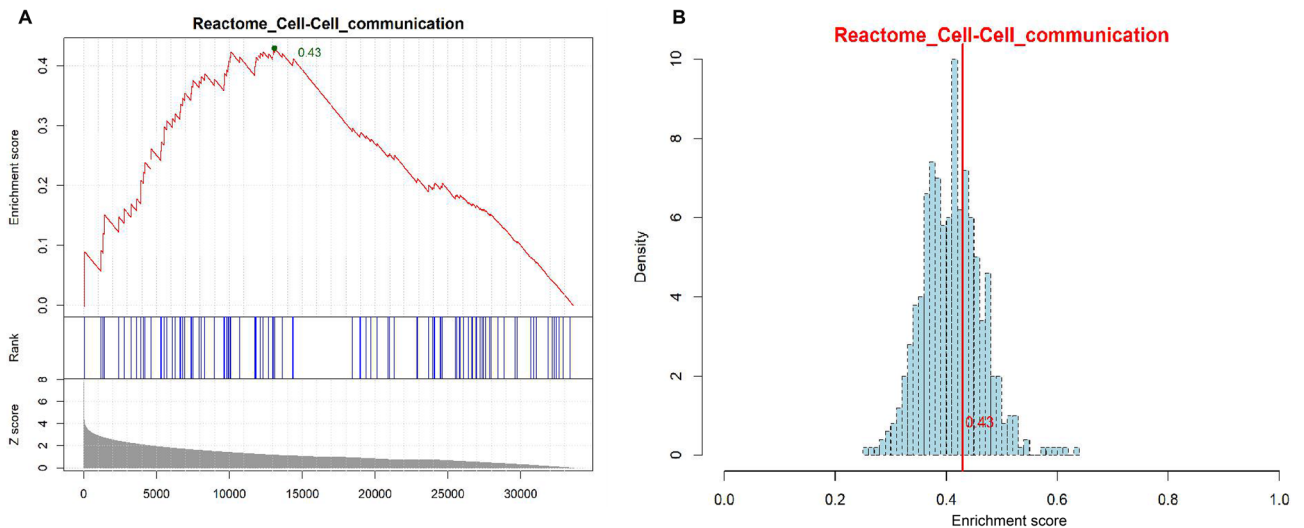 A
Reactome_Cell-Cell_communication
0.43
Enrichment score
0.4
0.3
0.2
0.1
0.0
Rank
Z score
8
6
4
2
0
0 5000 10000 15000 20000 25000 30000
B
Reactome_Cell-Cell_communication
Density
10
8
6
4
2
0
0.43
0.0 0.2 0.4 0.6 0.8 1.0
Enrichment score